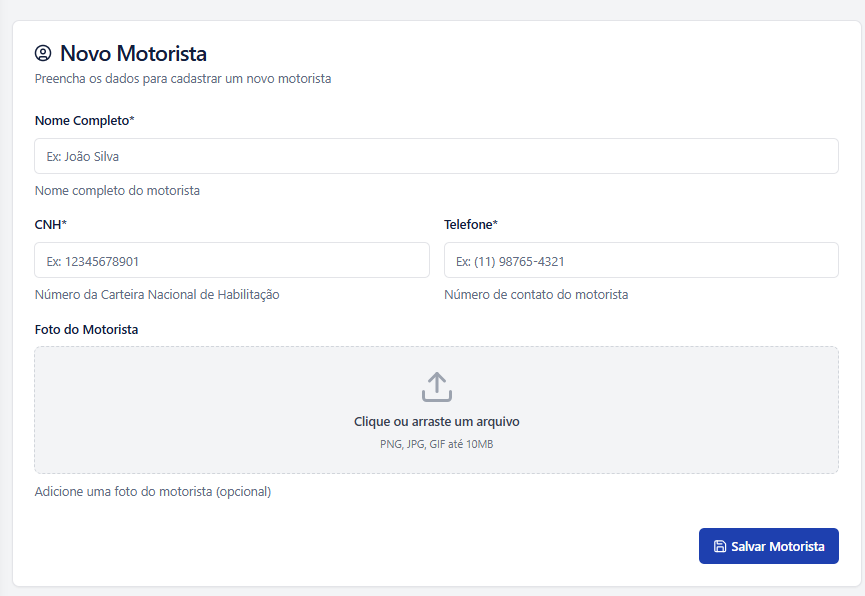 Novo Motorista
Preencha os dados para cadastrar um novo motorista
Nome Completo*
Ex: João Silva
Nome completo do motorista
CNH*
Ex: 12345678901
Número da Carteira Nacional de Habilitação
Telefone*
Ex: (11) 98765-4321
Número de contato do motorista
Foto do Motorista
Clique ou arraste um arquivo
PNG, JPG, GIF até 10MB
Adicione uma foto do motorista (opcional)
Salvar Motorista